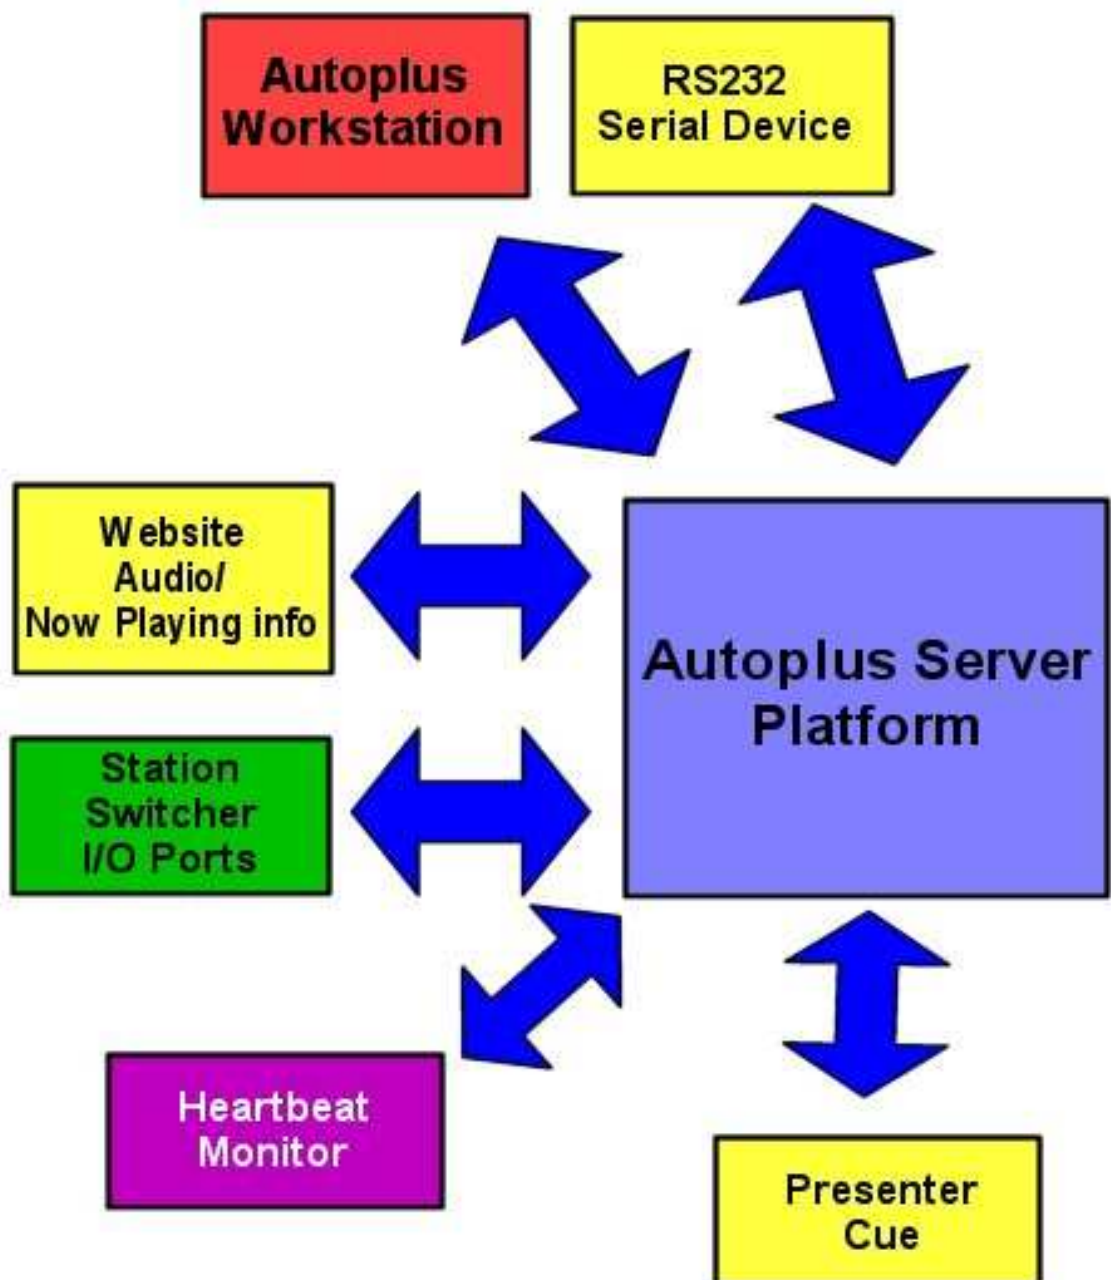 Autoplus
Workstation
RS232
Serial Device
Website
Audio/
Now Playing info
Autoplus Server
Platform
Station
Switcher
I/O Ports
Heartbeat
Monitor
Presenter
Cue